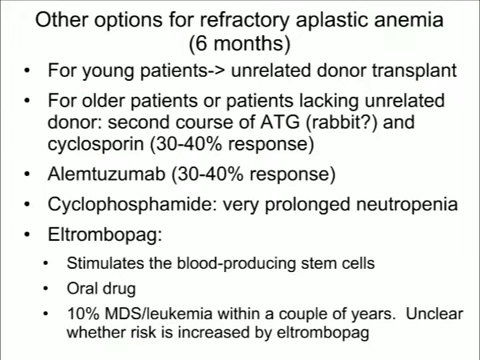 Other options for refractory aplastic anemia
(6 months)
• For young patients-> unrelated donor transplant
• For older patients or patients lacking unrelated
donor: second course of ATG (rabbit?) and
cyclosporin (30-40% response)
• Alemtuzumab (30-40% response)
• Cyclophosphamide: very prolonged neutropenia
• Eltrombopag:
• Stimulates the blood-producing stem cells
• Oral drug
• 10% MDS/leukemia within a couple of years. Unclear
whether risk is increased by eltrombopag